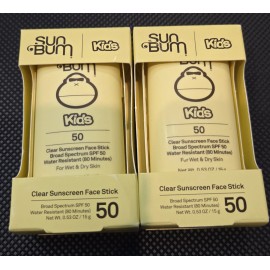 SUN BUM Kids
BUM
Kids
50
Clear Sunscreen Face Stick
Broad Spectrum SPF 50
Water Resistant (80 Minutes)
For Wet & Dry Skin
Clear Sunscreen Face Stick
Broad Spectrum SPF 50
Water Resistant (80 Minutes) 50
Net Wt. 0.53 OZ / 15 g
SUN BUM Kids
BUM
Kids
50
Clear Sunscreen Face Stick
Broad Spectrum SPF 50
Water Resistant (80 Minutes)
For Wet & Dry Skin
Clear Sunscreen Face Stick
Broad Spectrum SPF 50
Water Resistant (80 Minutes) 50
Net Wt. 0.53 OZ / 15 g